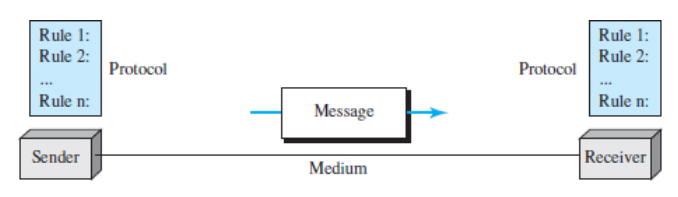 Rule 1:
Rule 2:
...
Rule n:
Protocol
Protocol
Rule 1:
Rule 2:
...
Rule n:
Message
Sender
Medium
Receiver